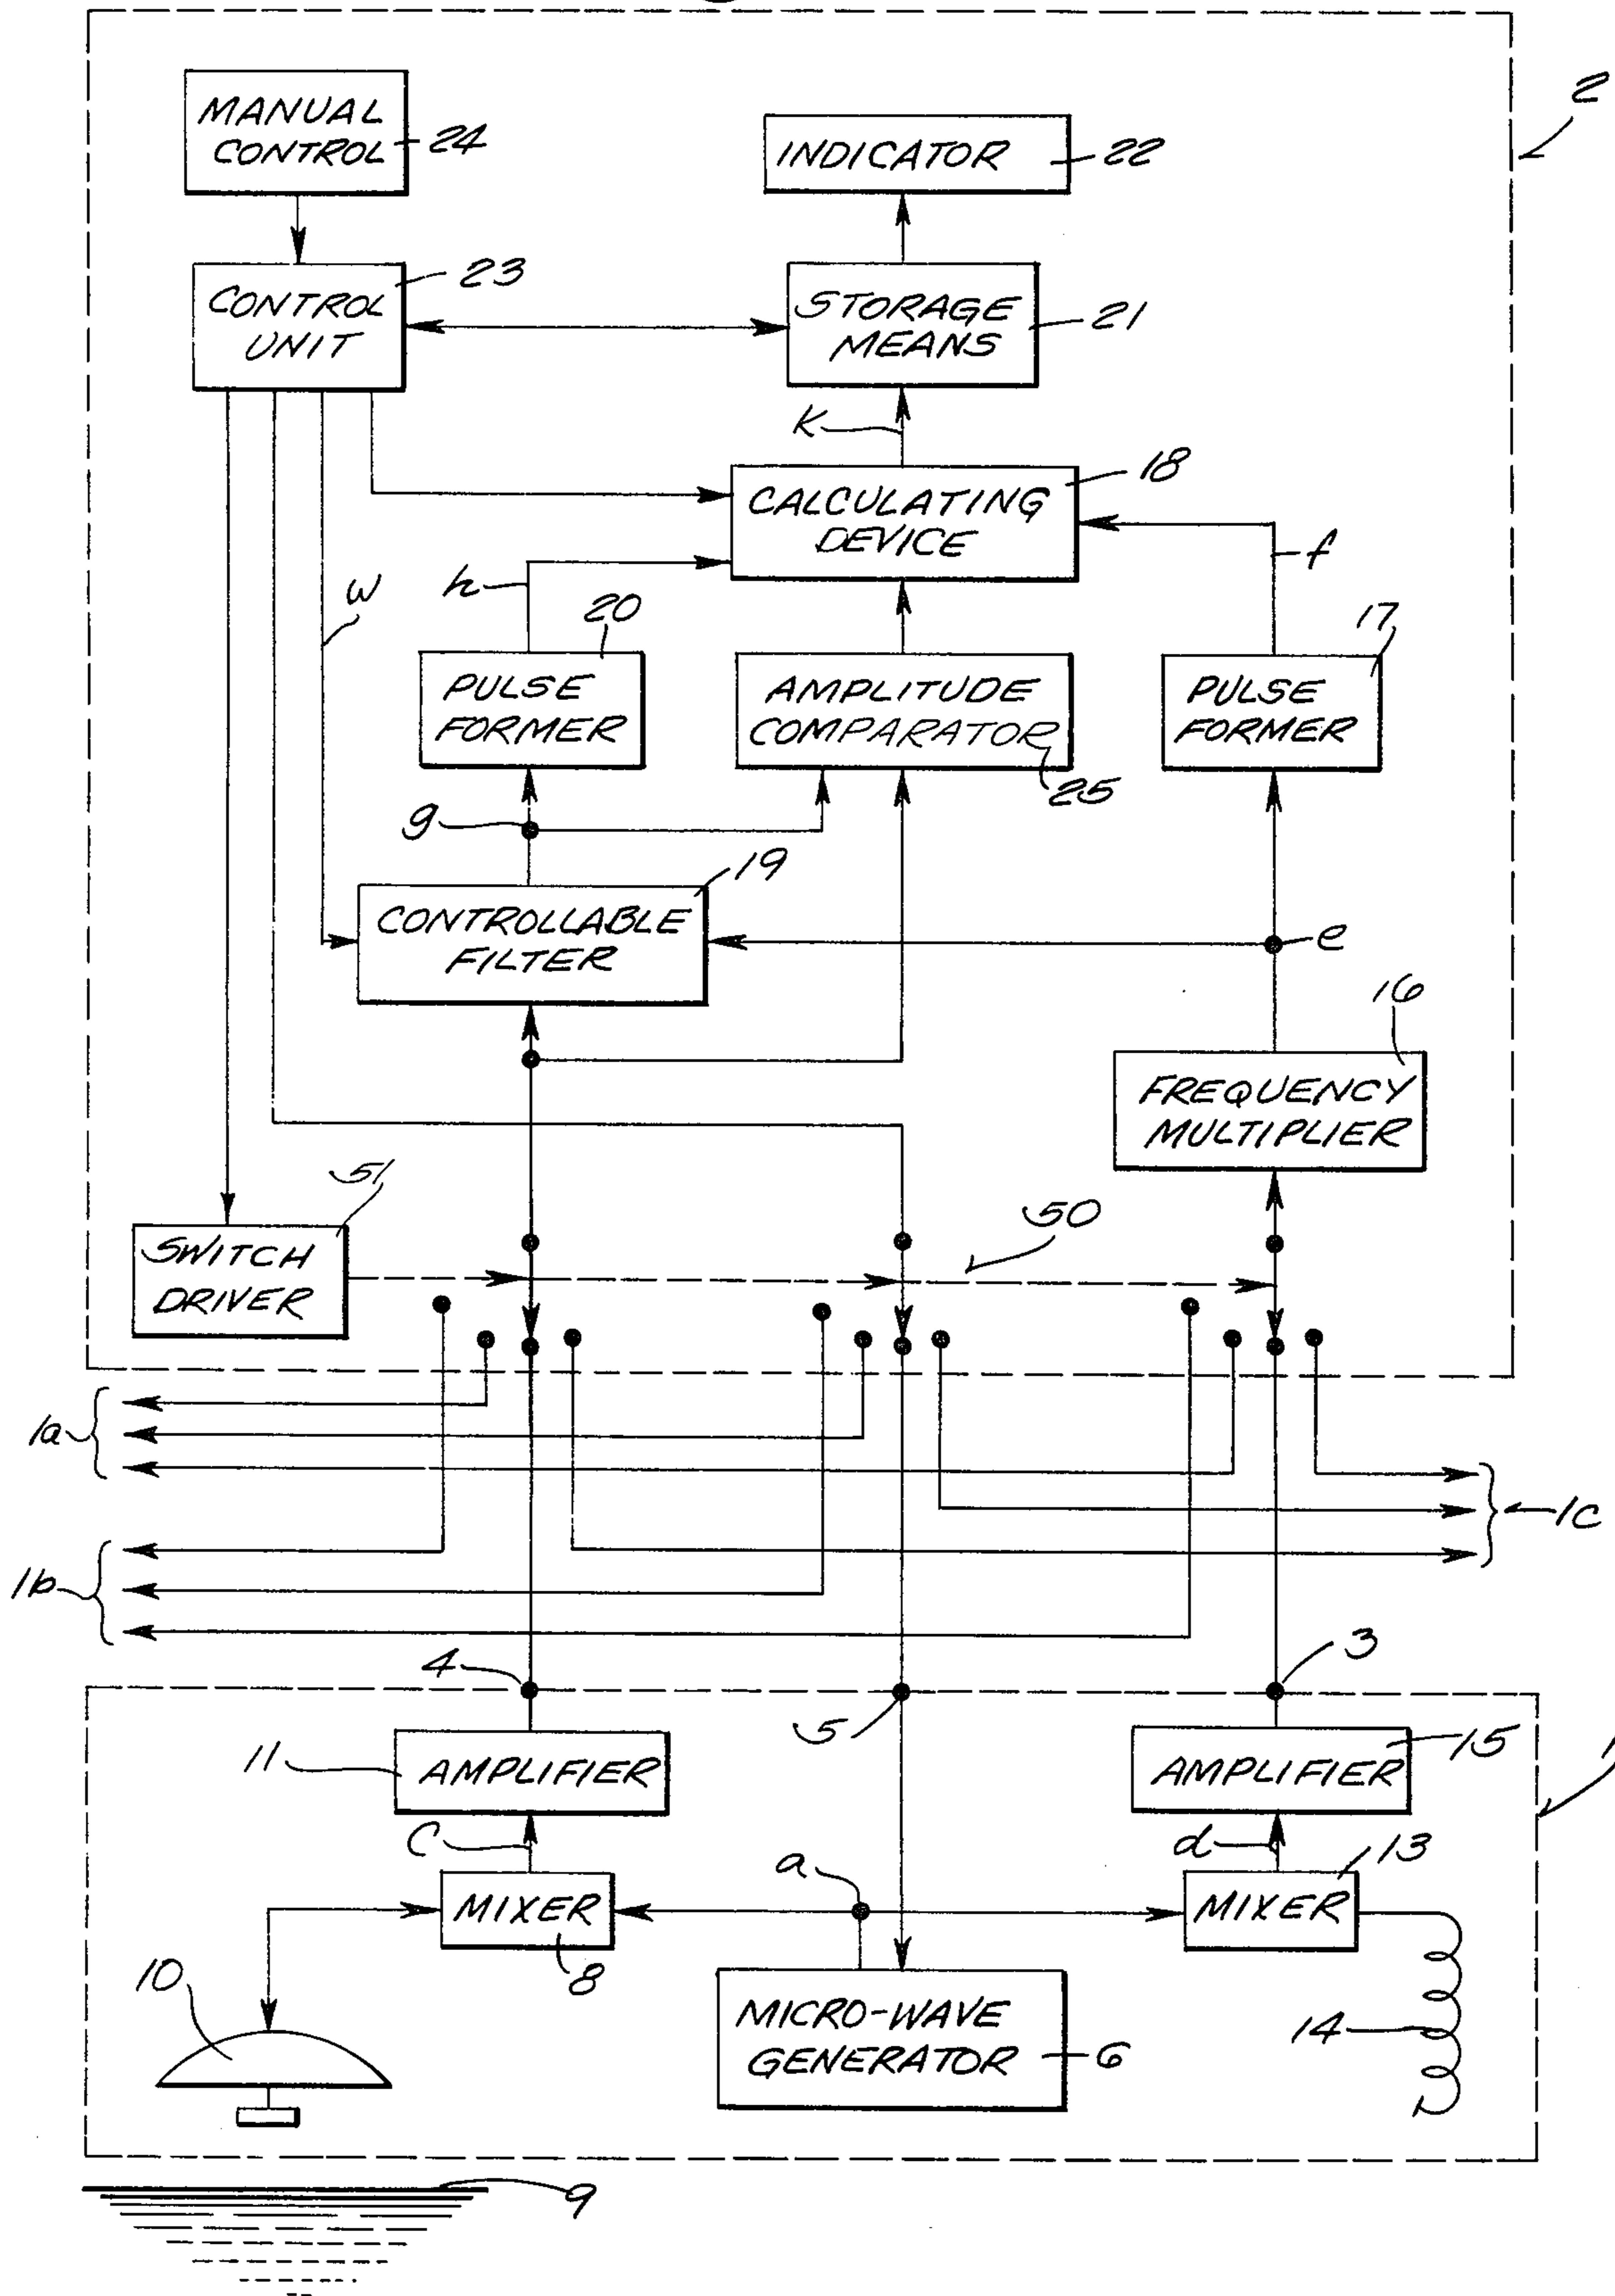 2
MANUAL
CONTROL
24
INDICATOR
22
CONTROL
UNIT
23
STORAGE
MEANS
21
K
CALCULATING
DEVICE
18
h
f
w
20
PULSE
FORMER
AMPLITUDE
COMPARATOR
25
17
PULSE
FORMER
g
19
CONTROLLABLE
FILTER
e
16
FREQUENCY
MULTIPLIER
51
SWITCH
DRIVER
50
1a
1c
1b
4
5
3
11
AMPLIFIER
AMPLIFIER
15
1
C
d
a
MIXER
8
MIXER
13
10
MICRO-WAVE
GENERATOR
6
14
9